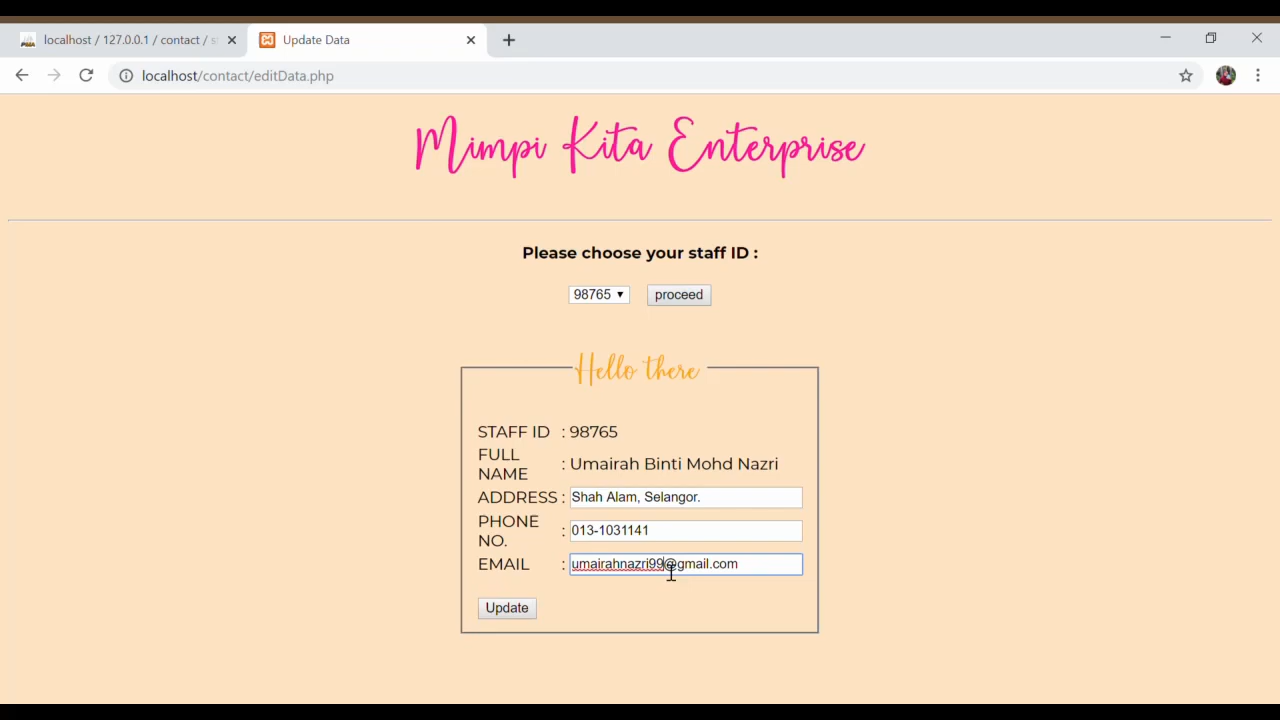 localhost / 127.0.0.1 / contact / s
Update Data
localhost/contact/editData.php
Mimpi Kita Enterprise
Please choose your staff ID :
98765 proceed
Hello there
STAFF ID : 98765
FULL NAME : Umairah Binti Mohd Nazri
ADDRESS : Shah Alam, Selangor.
PHONE NO. : 013-1031141
EMAIL : umairahnazri99@gmail.com
Update